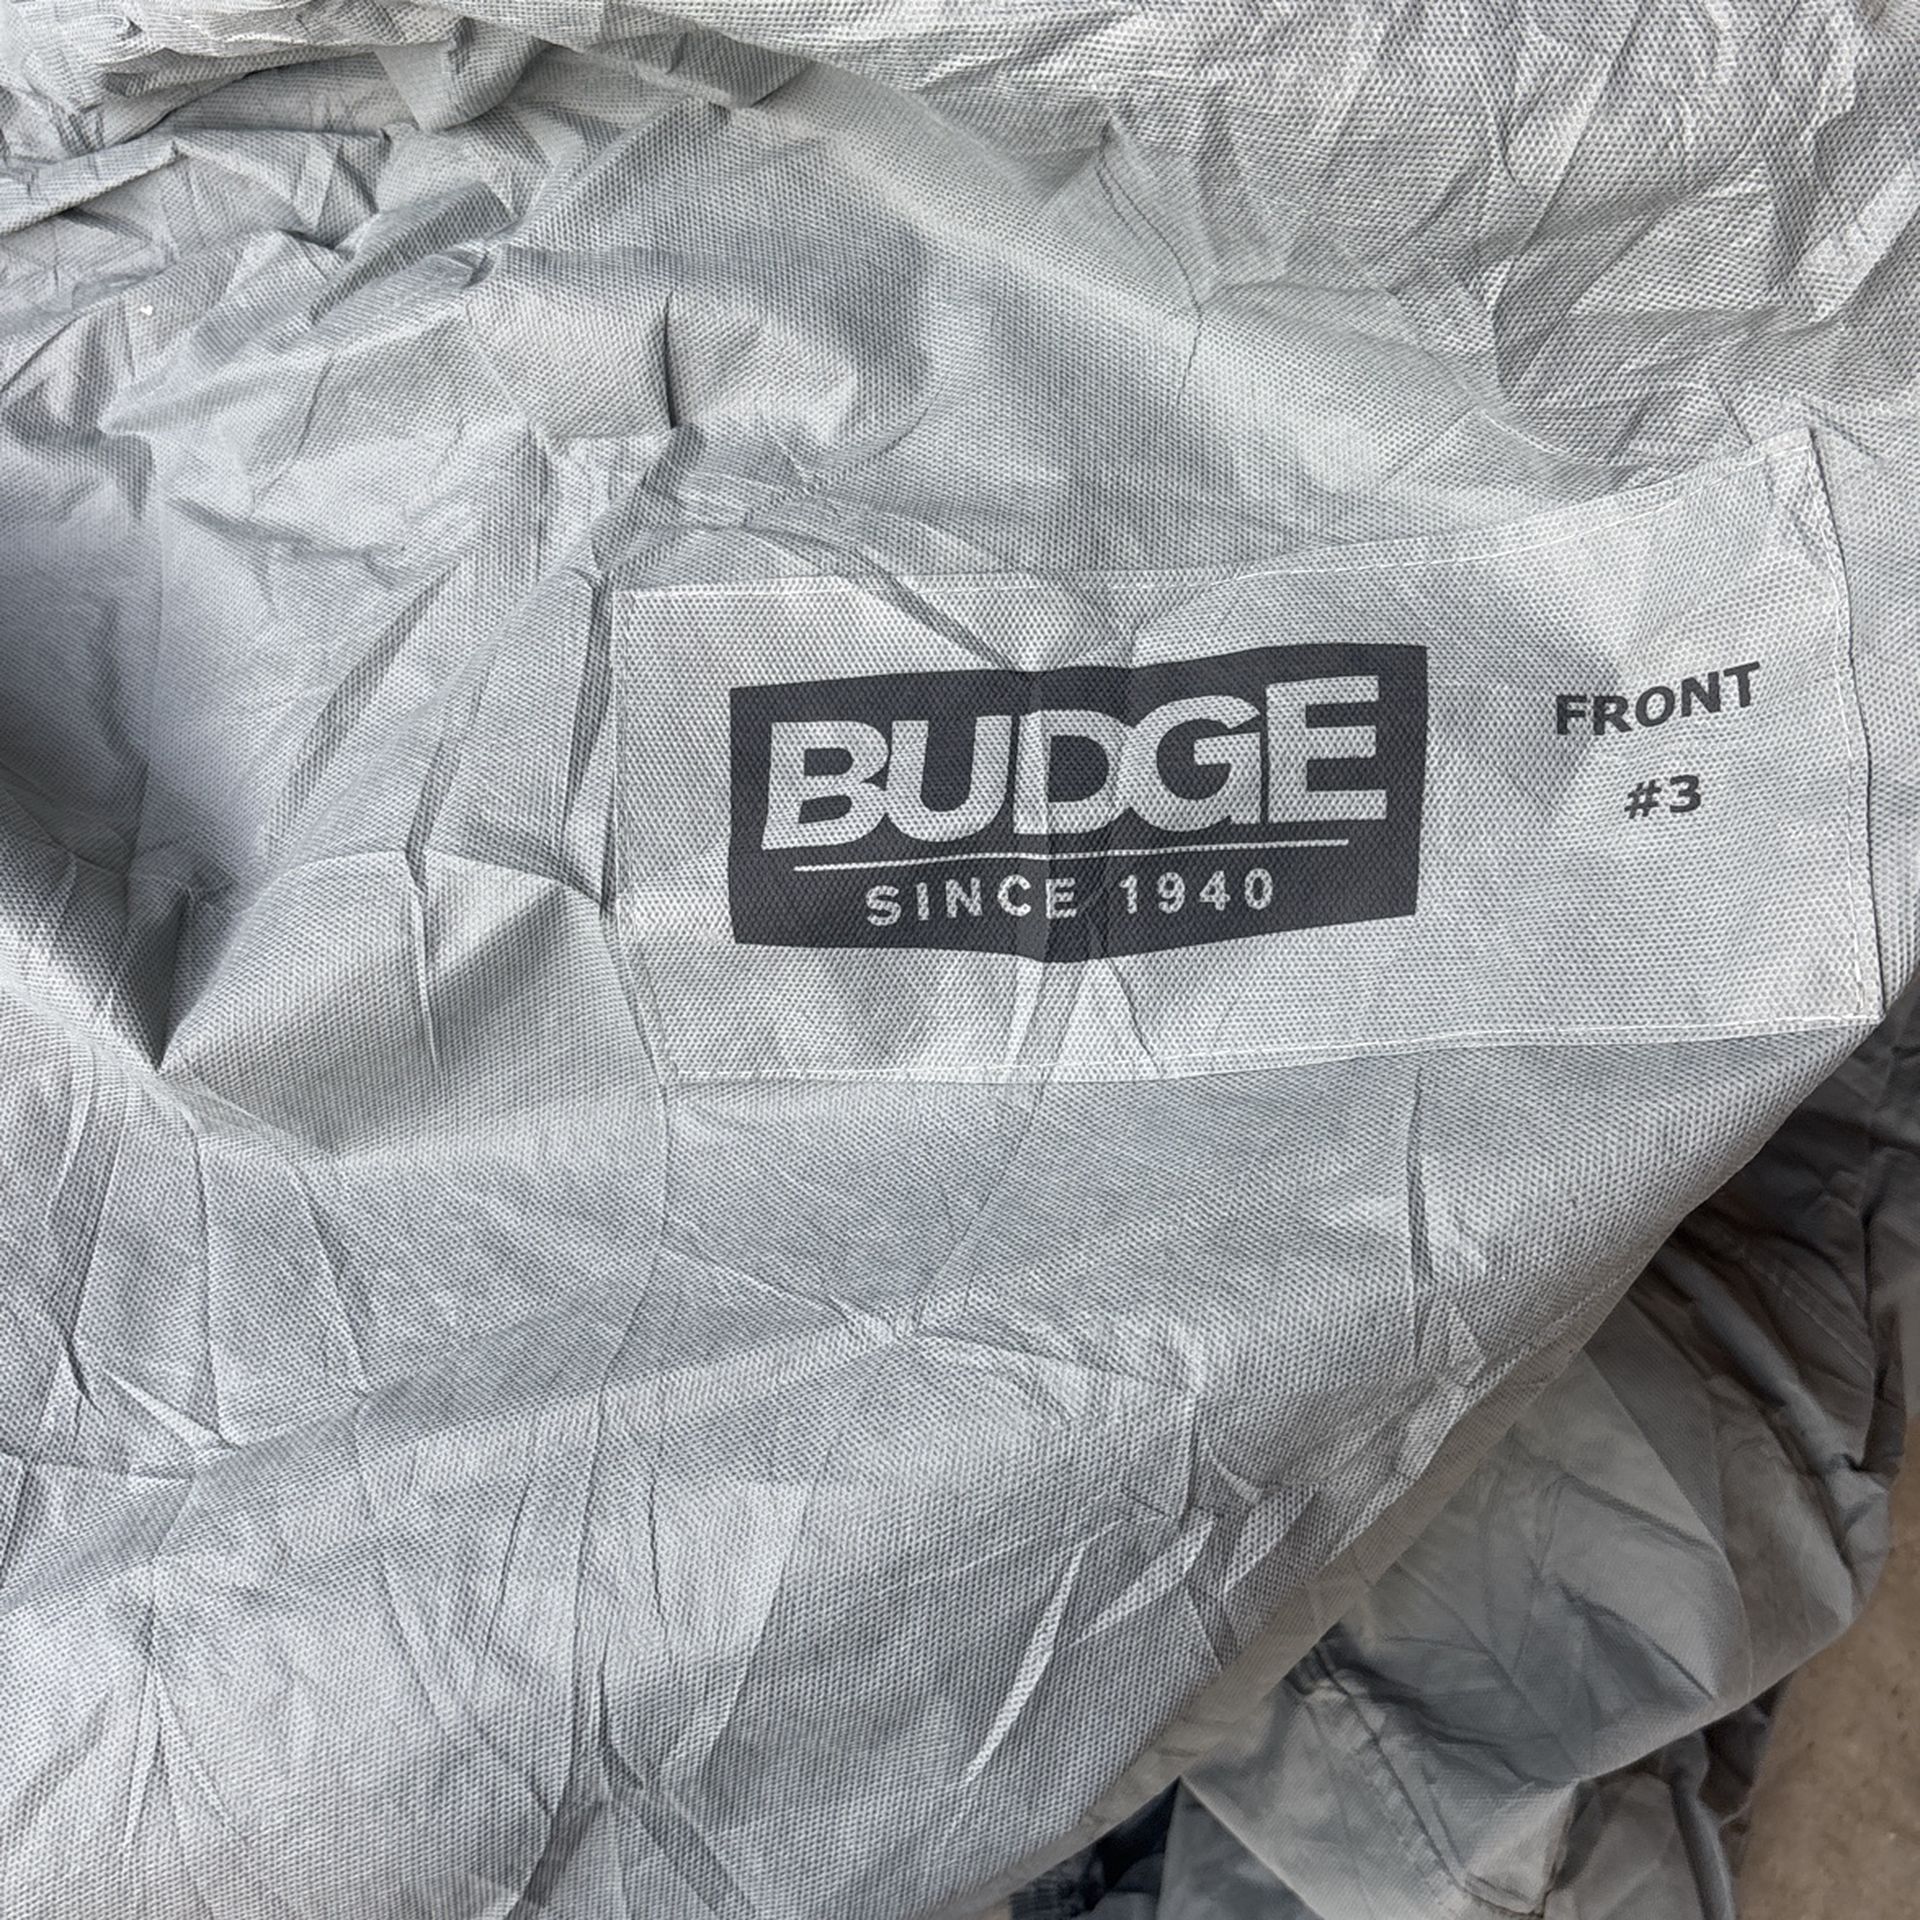 BUDGE
SINCE 1940
FRONT
#3